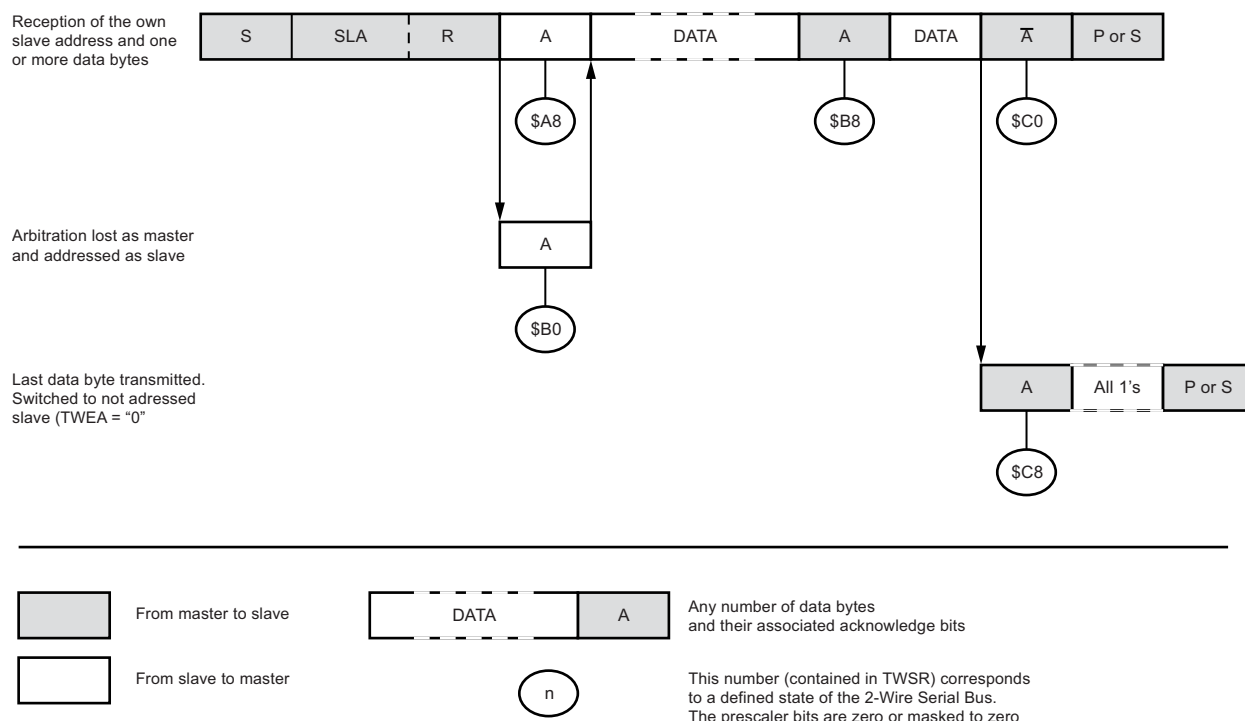 Reception of the own
slave address and one
or more data bytes
S SLA R A DATA A DATA A̅ P or S
$A8 $B8 $C0
Arbitration lost as master
and addressed as slave
A
$B0
Last data byte transmitted.
Switched to not adressed
slave (TWEA = “0”
A All 1's P or S
$C8
From master to slave
DATA A
Any number of data bytes
and their associated acknowledge bits
From slave to master
n
This number (contained in TWSR) corresponds
to a defined state of the 2-Wire Serial Bus.
The prescaler bits are zero or masked to zero